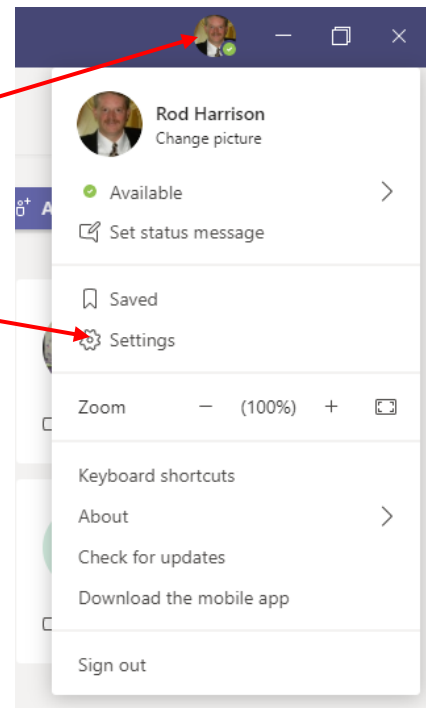 A
Rod Harrison
Change picture
Available
Set status message
Saved
Settings
Zoom — (100%) +
Keyboard shortcuts
About
Check for updates
Download the mobile app
Sign out